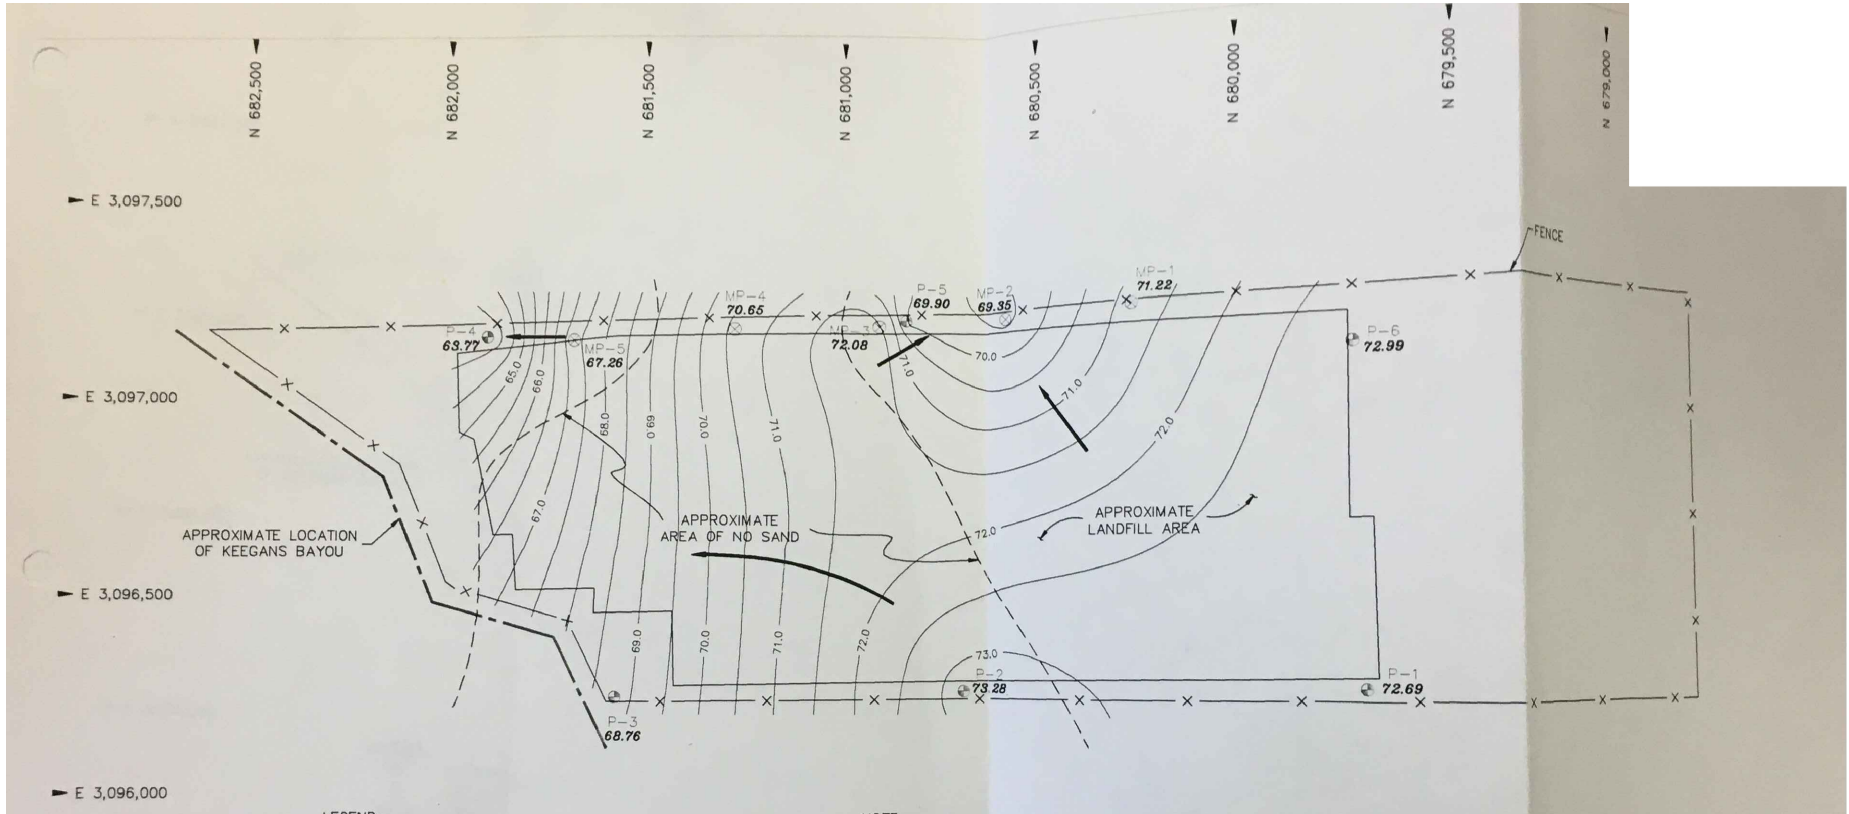 N 682,500
N 682,000
N 681,500
N 681,000
N 680,500
N 680,000
N 679,500
N 679,000
E 3,097,500
FENCE
MP-1
71.22
P-5
69.90
MP-2
69.35
MP-4
70.65
P-4
63.77
MP-3
72.08
P-6
72.99
MP-5
67.26
70.0
71.0
65.0
66.0
71.0
E 3,097,000
68.0
69.0
70.0
71.0
72.0
67.0
APPROXIMATE
AREA OF NO SAND
APPROXIMATE
LANDFILL AREA
72.0
APPROXIMATE LOCATION
OF KEEGANS BAYOU
E 3,096,500
69.0
70.0
71.0
72.0
73.0
P-2
73.28
P-1
72.69
P-3
68.76
E 3,096,000